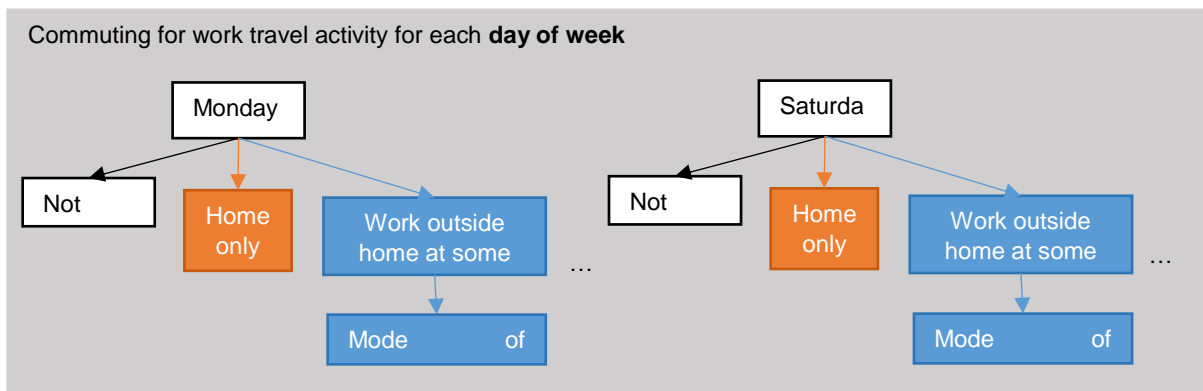 Commuting for work travel activity for each day of week
Monday
Saturda
Not
Home
only
Work outside
home at some
…
Mode of
Not
Home
only
Work outside
home at some
…
Mode of